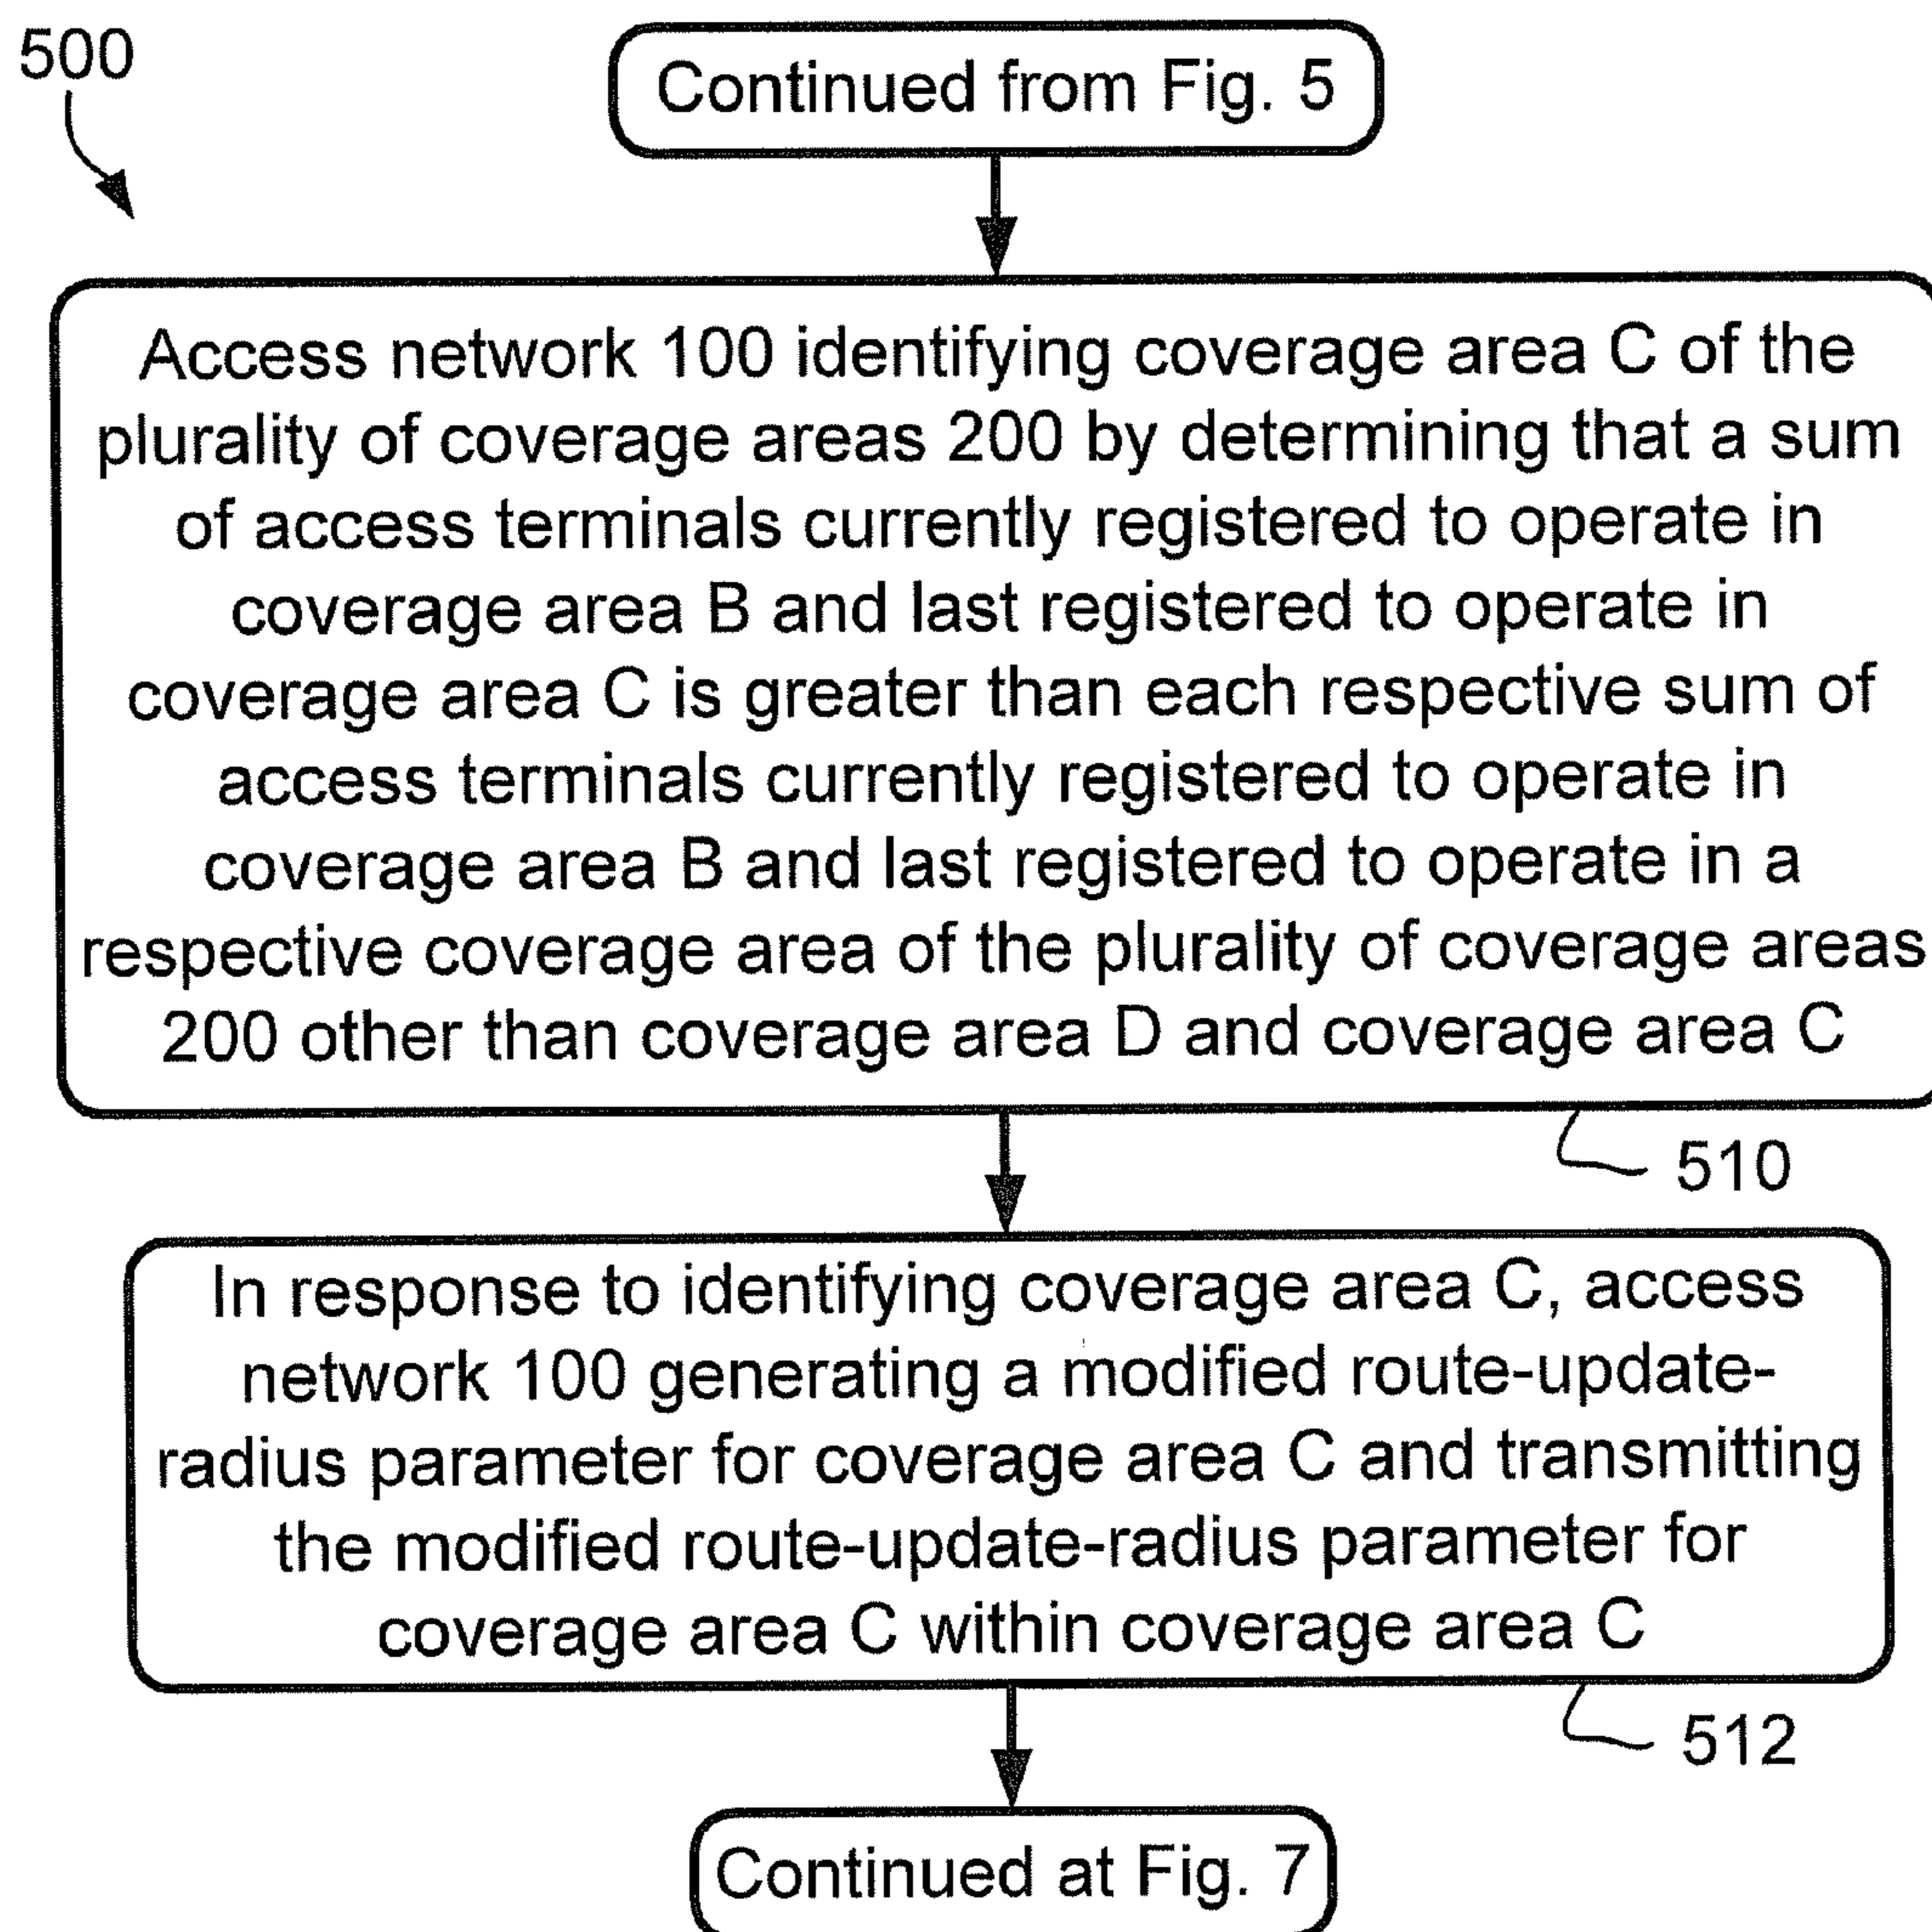 500
Continued from Fig. 5
Access network 100 identifying coverage area C of the
plurality of coverage areas 200 by determining that a sum
of access terminals currently registered to operate in
coverage area B and last registered to operate in
coverage area C is greater than each respective sum of
access terminals currently registered to operate in
coverage area B and last registered to operate in a
respective coverage area of the plurality of coverage areas
200 other than coverage area D and coverage area C
510
In response to identifying coverage area C, access
network 100 generating a modified route-update-
radius parameter for coverage area C and transmitting
the modified route-update-radius parameter for
coverage area C within coverage area C
512
Continued at Fig. 7